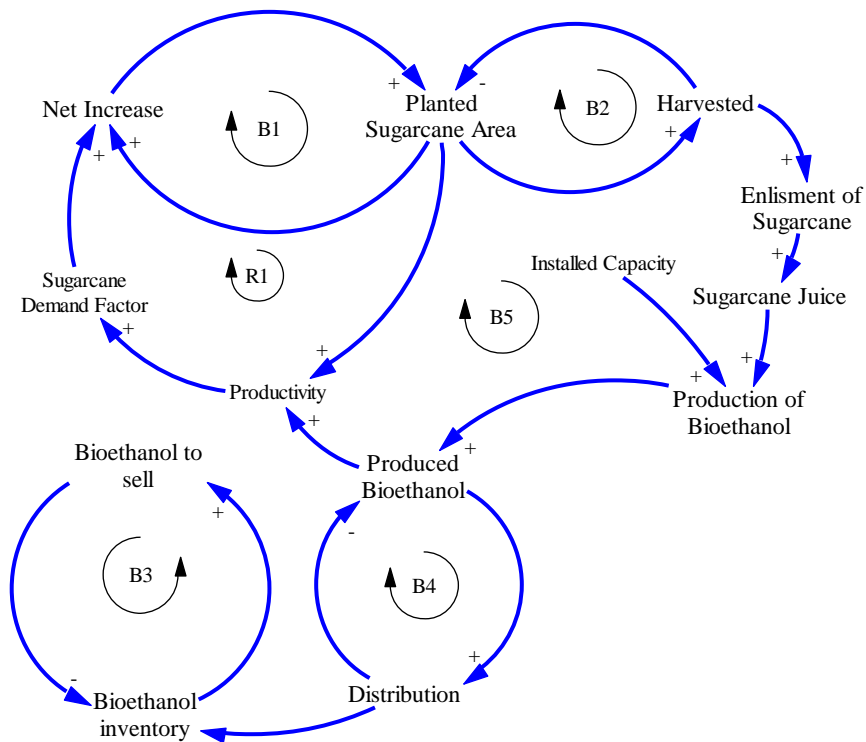 Net Increase
+
+
+
B1
+
Planted
Sugarcane Area
-
B2
+
Harvested
+
Enlisment of
Sugarcane
+
Sugarcane Juice
Installed Capacity
Sugarcane
Demand Factor
R1
B5
+
+
Productivity
+
+
+
Production of
Bioethanol
Bioethanol to
sell
Produced
Bioethanol
+
+
-
B3
B4
-
+
Bioethanol
inventory
Distribution